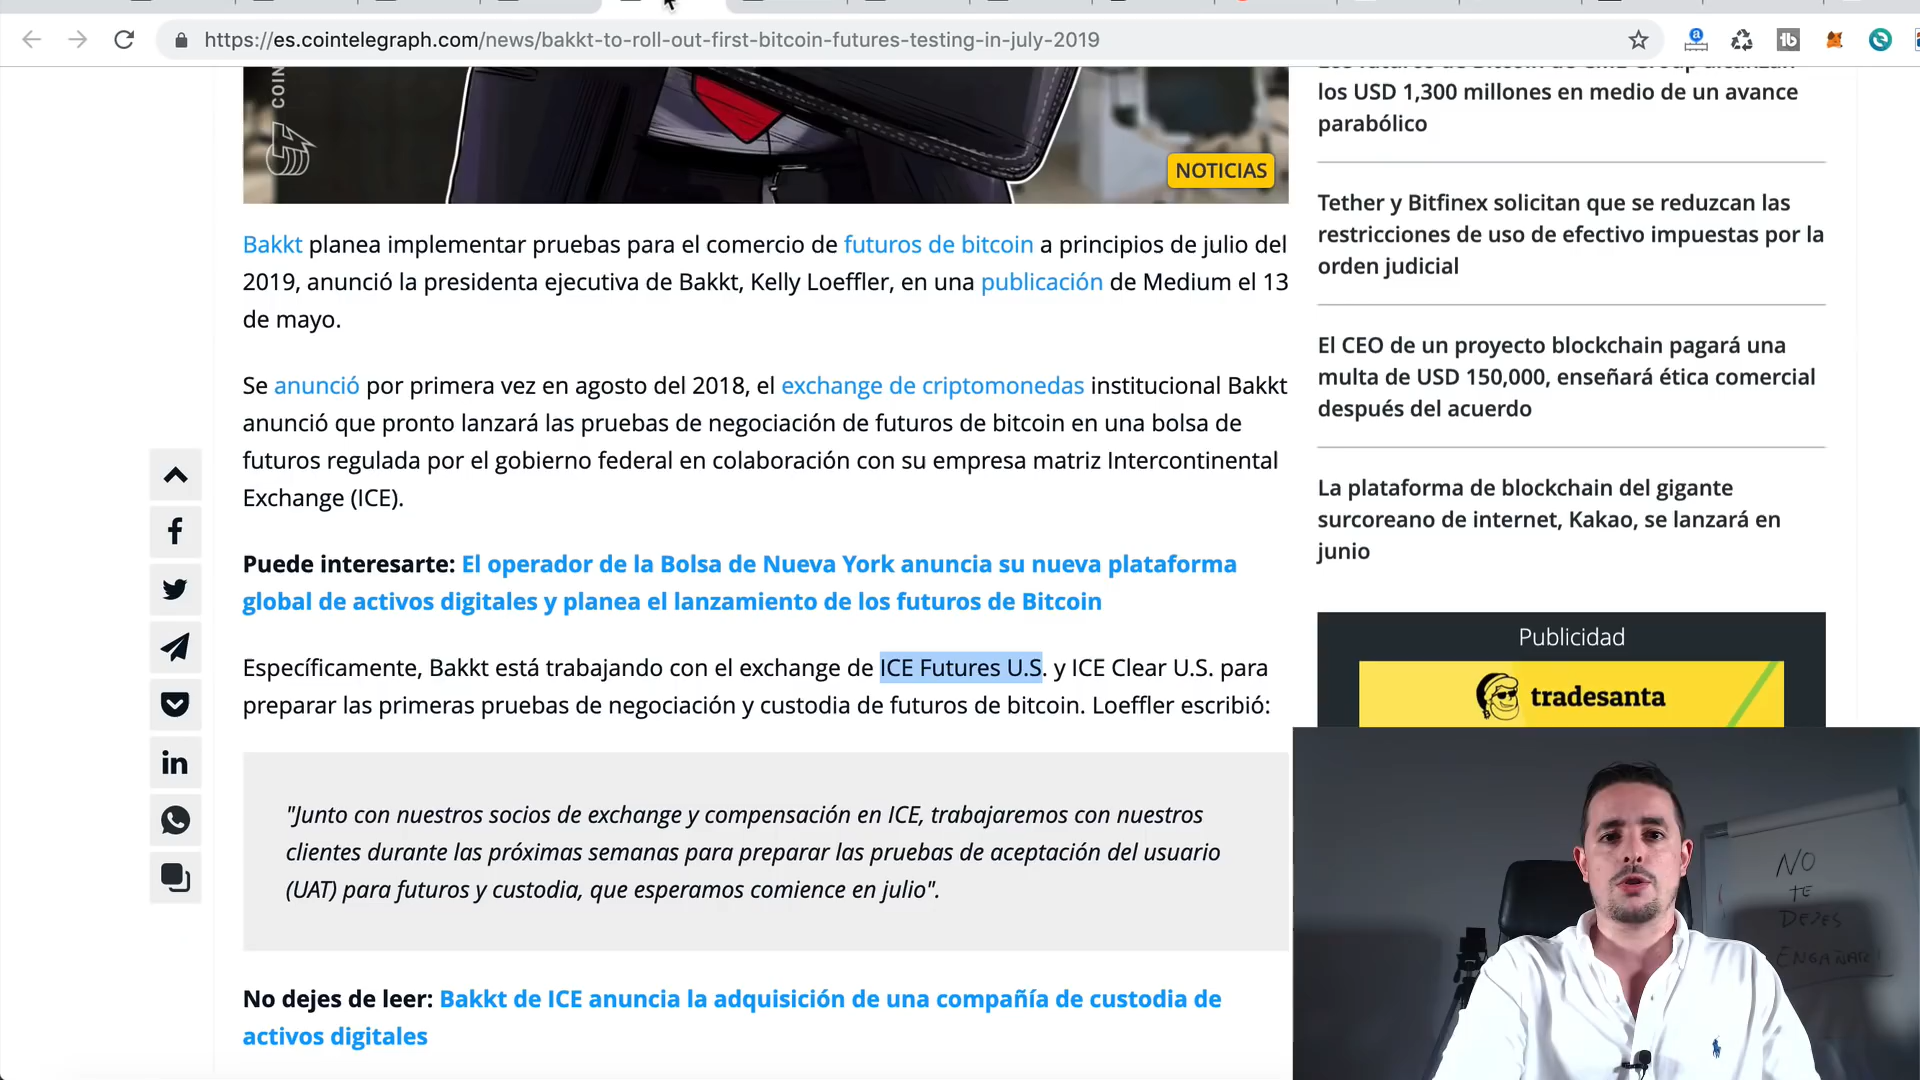 https://es.cointelegraph.com/news/bakkt-to-roll-out-first-bitcoin-futures-testing-in-july-2019
COIN
NOTICIAS
Bakkt planea implementar pruebas para el comercio de futuros de bitcoin a principios de julio del
2019, anunció la presidenta ejecutiva de Bakkt, Kelly Loeffler, en una publicación de Medium el 13
de mayo.
Se anunció por primera vez en agosto del 2018, el exchange de criptomonedas institucional Bakkt
anunció que pronto lanzará las pruebas de negociación de futuros de bitcoin en una bolsa de
futuros regulada por el gobierno federal en colaboración con su empresa matriz Intercontinental
Exchange (ICE).
Puede interesarte: El operador de la Bolsa de Nueva York anuncia su nueva plataforma
global de activos digitales y planea el lanzamiento de los futuros de Bitcoin
Específicamente, Bakkt está trabajando con el exchange de ICE Futures U.S. y ICE Clear U.S. para
preparar las primeras pruebas de negociación y custodia de futuros de bitcoin. Loeffler escribió:
"Junto con nuestros socios de exchange y compensación en ICE, trabajaremos con nuestros
clientes durante las próximas semanas para preparar las pruebas de aceptación del usuario
(UAT) para futuros y custodia, que esperamos comience en julio".
No dejes de leer: Bakkt de ICE anuncia la adquisición de una compañía de custodia de
activos digitales
los USD 1,300 millones en medio de un avance
parabólico
Tether y Bitfinex solicitan que se reduzcan las
restricciones de uso de efectivo impuestas por la
orden judicial
El CEO de un proyecto blockchain pagará una
multa de USD 150,000, enseñará ética comercial
después del acuerdo
La plataforma de blockchain del gigante
surcoreano de internet, Kakao, se lanzará en
junio
Publicidad
tradesanta
NO
TE
DEJES
ENGAÑAR!